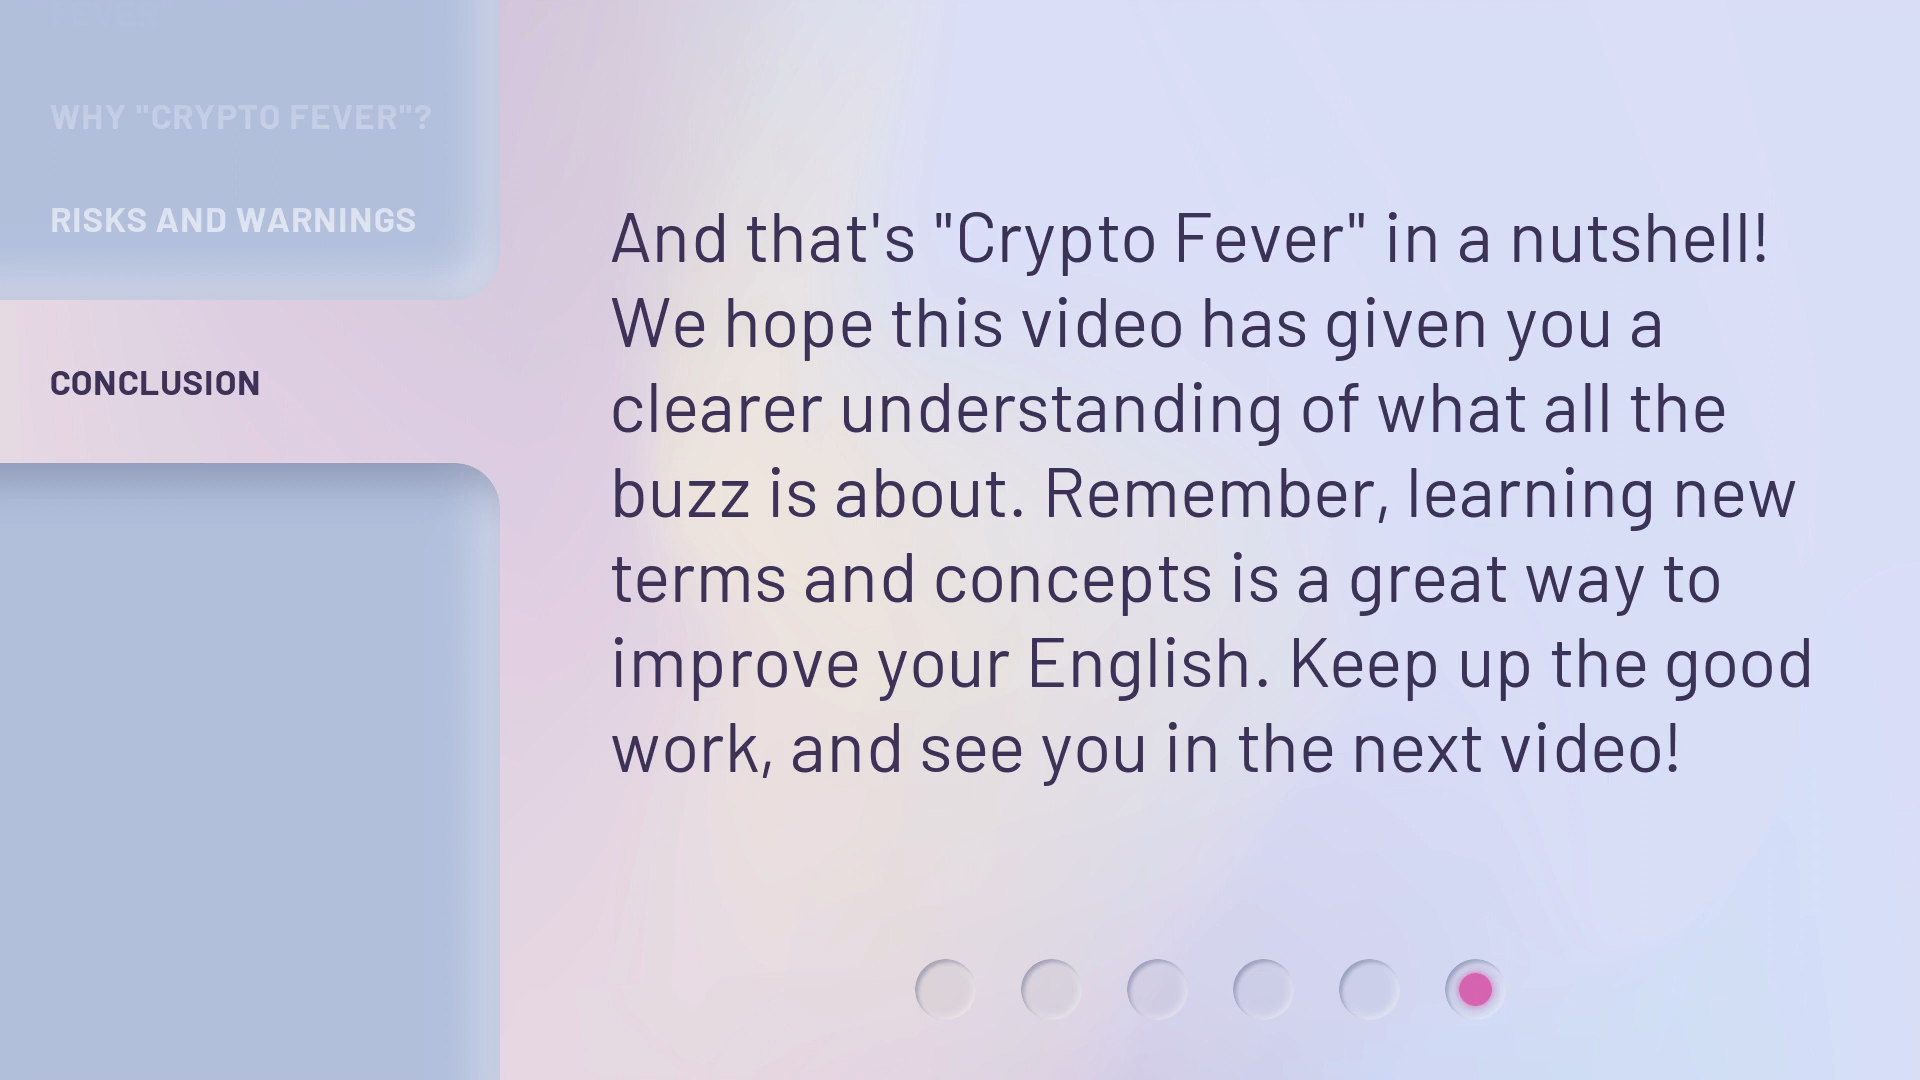 WHY "CRYPTO FEVER"?
RISKS AND WARNINGS
CONCLUSION
And that's "Crypto Fever" in a nutshell!
We hope this video has given you a
clearer understanding of what all the
buzz is about. Remember, learning new
terms and concepts is a great way to
improve your English. Keep up the good
work, and see you in the next video!